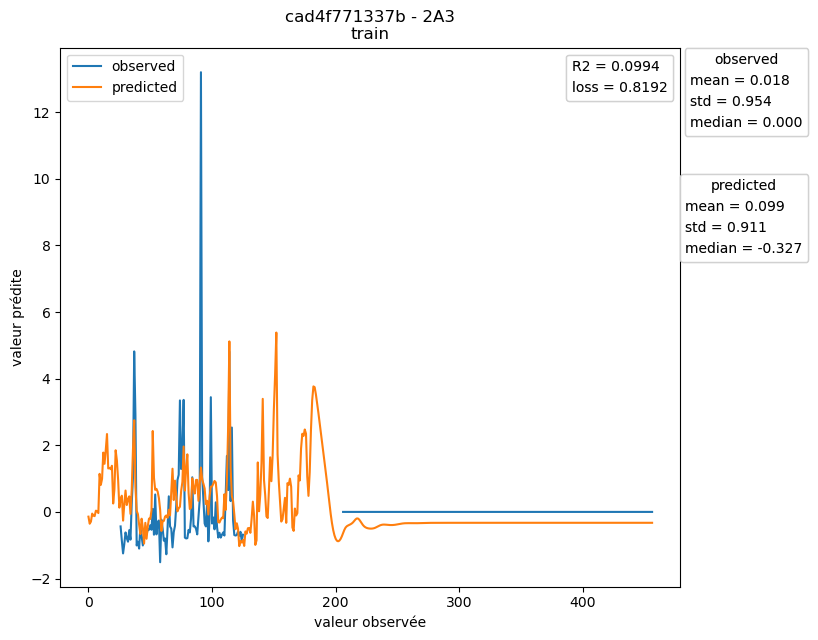 cad4f771337b - 2A3
train
observed
predicted
R2 = 0.0994
loss = 0.8192
observed
mean = 0.018
std = 0.954
median = 0.000
predicted
mean = 0.099
std = 0.911
median = -0.327
valeur prédite
12
10
8
6
4
2
0
−2
0
100
200
300
400
valeur observée